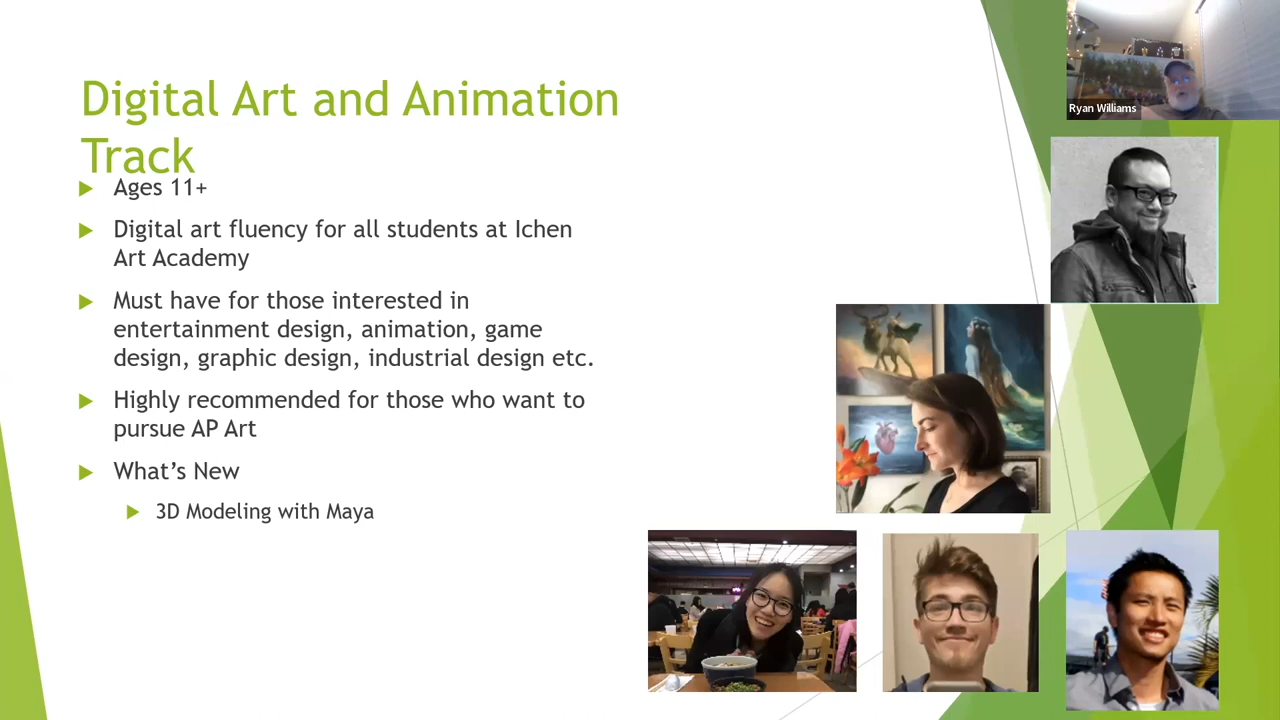 Digital Art and Animation
Track
Ages 11+
Digital art fluency for all students at Ichen
Art Academy
Must have for those interested in
entertainment design, animation, game
design, graphic design, industrial design etc.
Highly recommended for those who want to
pursue AP Art
What’s New
3D Modeling with Maya
Ryan Williams